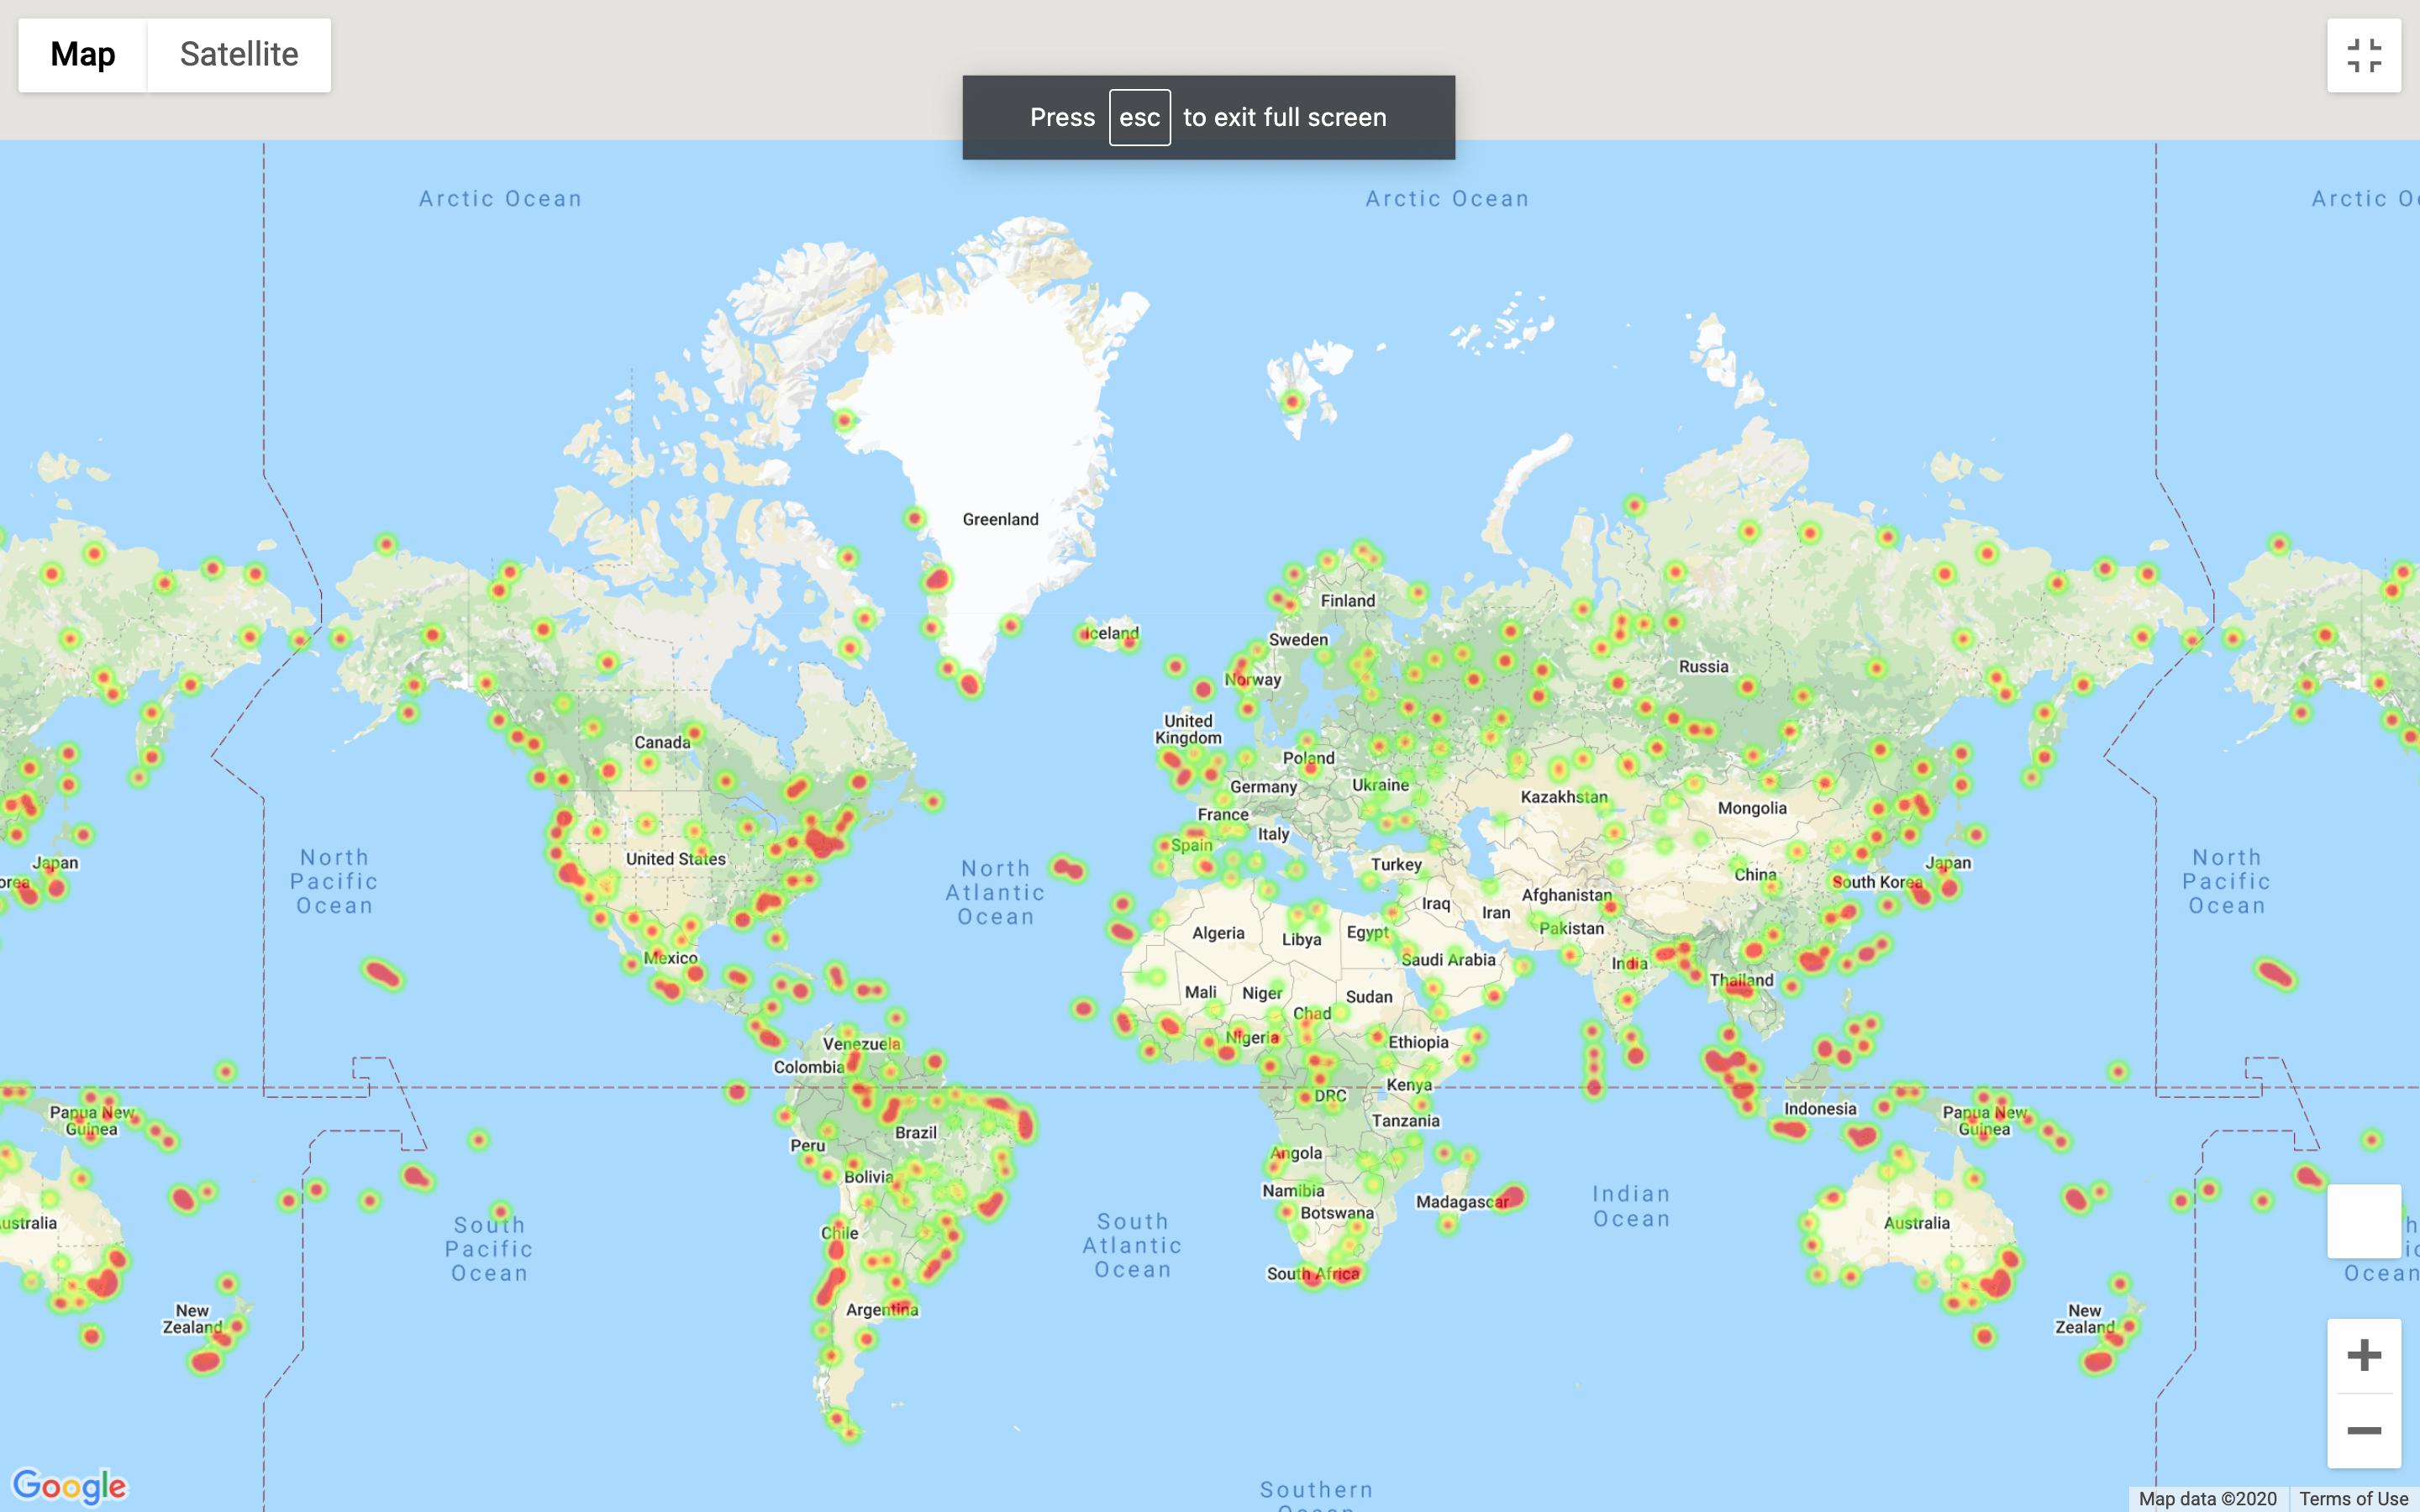 Map Satellite
Press esc to exit full screen
Arctic Ocean
Arctic Ocean
Arctic Oc
Greenland
Finland
Iceland
Sweden
Russia
Norway
United
Kingdom
Canada
Poland
Germany
Ukraine
Kazakhstan
Mongolia
France
Italy
Spain
United States
Turkey
Japan
Japan
North
Pacific
Ocean
North
Atlantic
Ocean
North
Pacific
Ocean
China
South Korea
orea
Afghanistan
Iraq
Iran
Pakistan
Algeria
Libya
Egypt
Saudi Arabia
India
Mexico
Thailand
Mali
Niger
Sudan
Chad
Nigeria
Ethiopia
Venezuela
Colombia
Kenya
DRC
Papua New
Guinea
Indonesia
Papua New
Guinea
Tanzania
Brazil
Peru
Angola
Bolivia
Namibia
Madagascar
Botswana
Indian
Ocean
ustralia
Australia
Chile
South
Pacific
Ocean
South
Atlantic
Ocean
Ocean
South Africa
Argentina
New
Zealand
New
Zealand
Google
Southern
Ocean
Map data ©2020 Terms of Use